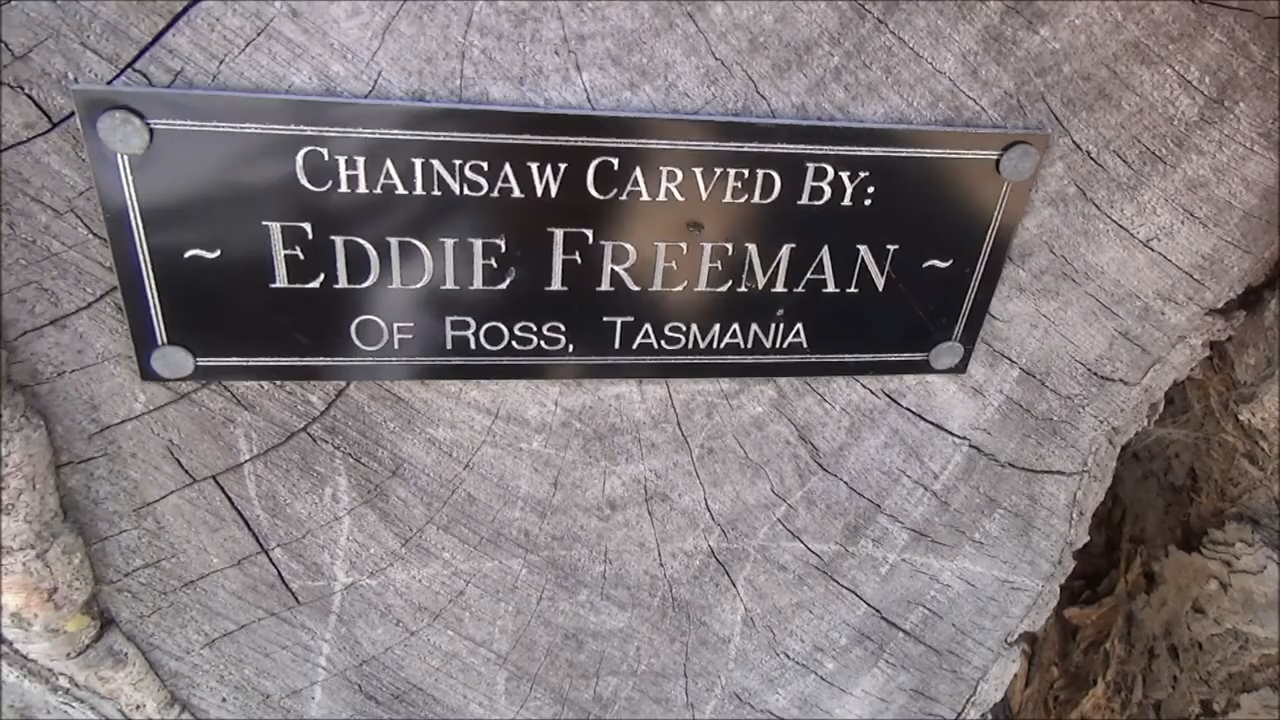 CHAINSAW CARVED BY:
~ EDDIE FREEMAN ~
OF ROSS, TASMANIA